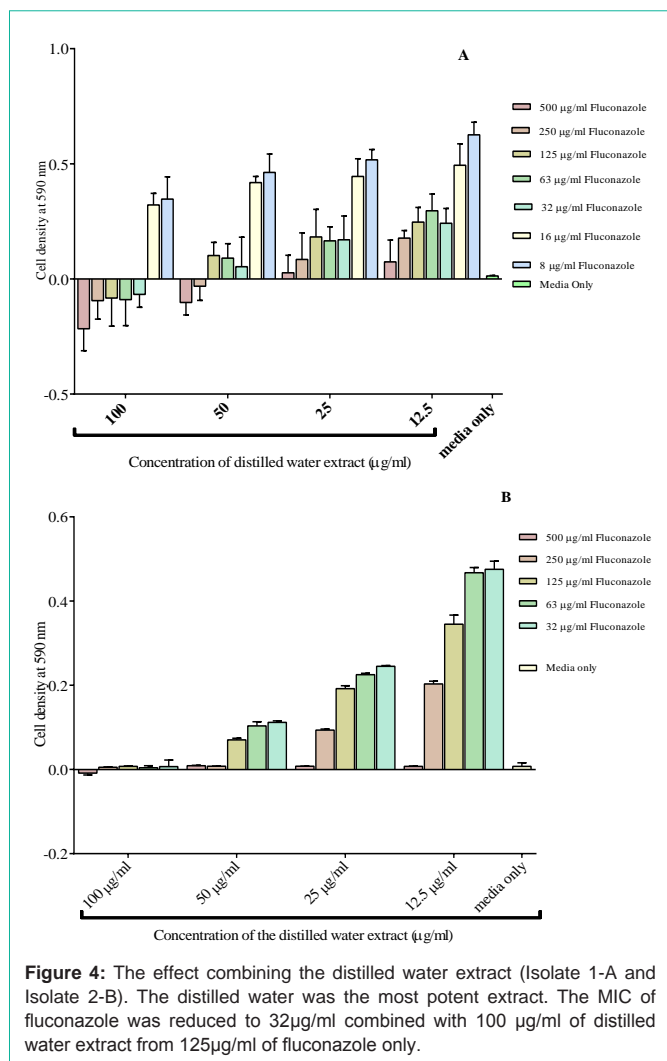 A
1.0
0.5
0.0
-0.5
Cell density at 590 nm
500 µg/ml Fluconazole
250 µg/ml Fluconazole
125 µg/ml Fluconazole
63 µg/ml Fluconazole
32 µg/ml Fluconazole
16 µg/ml Fluconazole
8 µg/ml Fluconazole
Media Only
100
50
25
12.5
media only
Concentration of distilled water extract (µg/ml)
B
0.6
0.4
0.2
0.0
-0.2
Cell density at 590 nm
500 µg/ml Fluconazole
250 µg/ml Fluconazole
125 µg/ml Fluconazole
63 µg/ml Fluconazole
32 µg/ml Fluconazole
Media only
100 µg/ml
50 µg/ml
25 µg/ml
12.5 µg/ml
media only
Concentration of the distilled water extract (µg/ml)
Figure 4: The effect combining the distilled water extract (Isolate 1-A and
Isolate 2-B). The distilled water was the most potent extract. The MIC of
fluconazole was reduced to 32µg/ml combined with 100 µg/ml of distilled
water extract from 125µg/ml of fluconazole only.